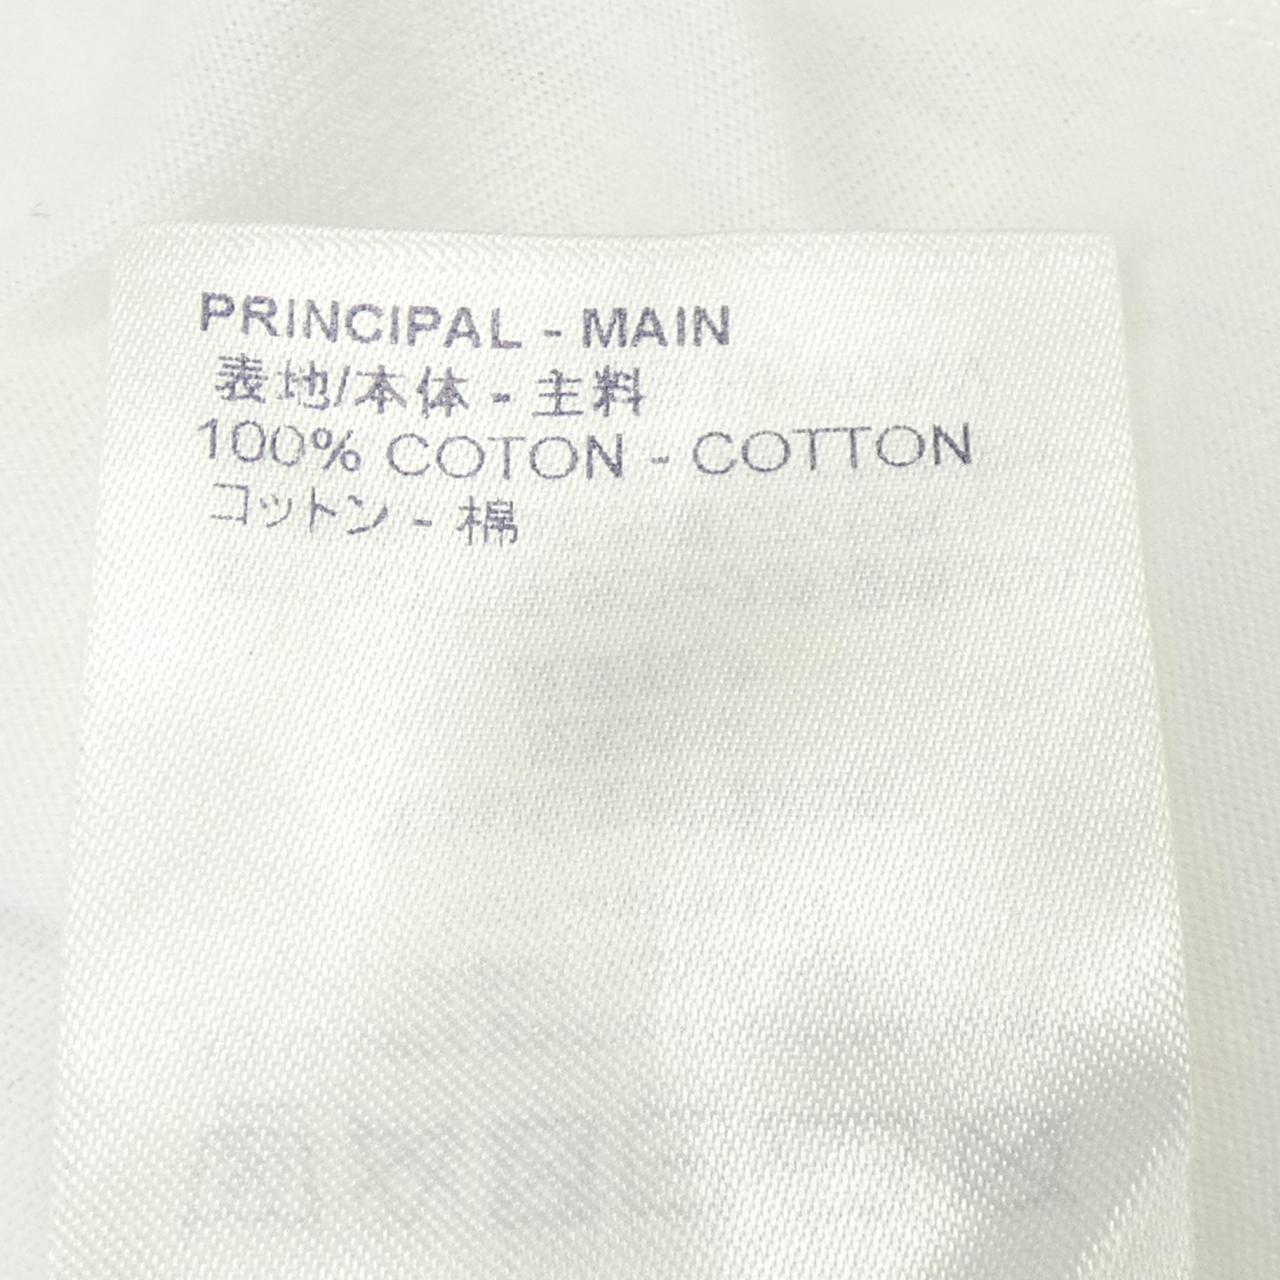 PRINCIPAL - MAIN
表地/本体 - 主料
100% COTON - COTTON
コットン - 棉